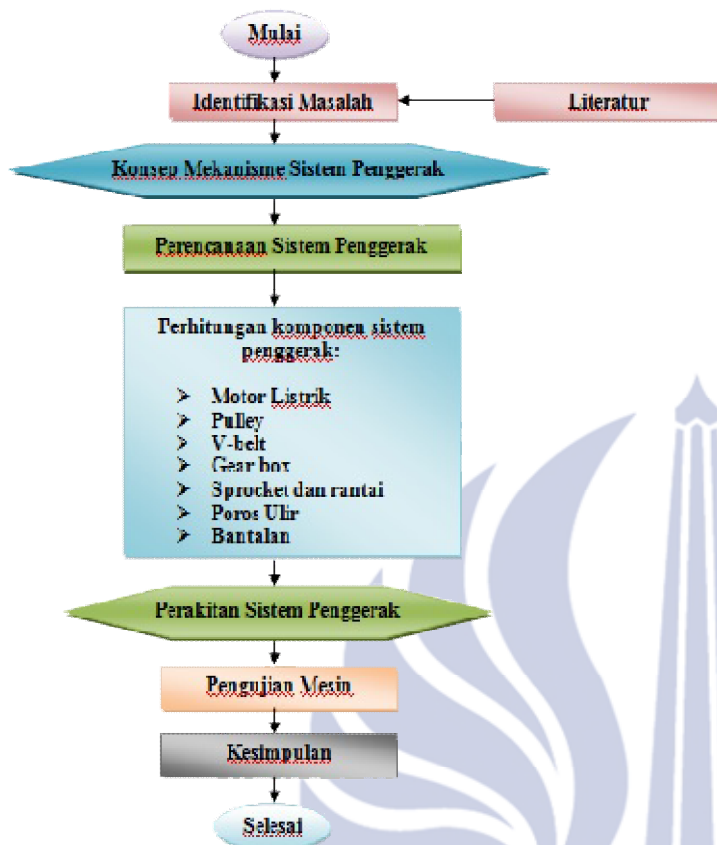 Mulai
Identifikasi Masalah
Literatur
Konsep Mekanisme Sistem Penggerak
Perencanaan Sistem Penggerak
Perhitungan komponen sistem
penggerak:
➤ Motor Listrik
➤ Pulley
➤ V-belt
➤ Gear box
➤ Sprocket dan rantai
➤ Poros Ulir
➤ Bantalan
Perakitan Sistem Penggerak
Pengujian Mesin
Kesimpulan
Selesai